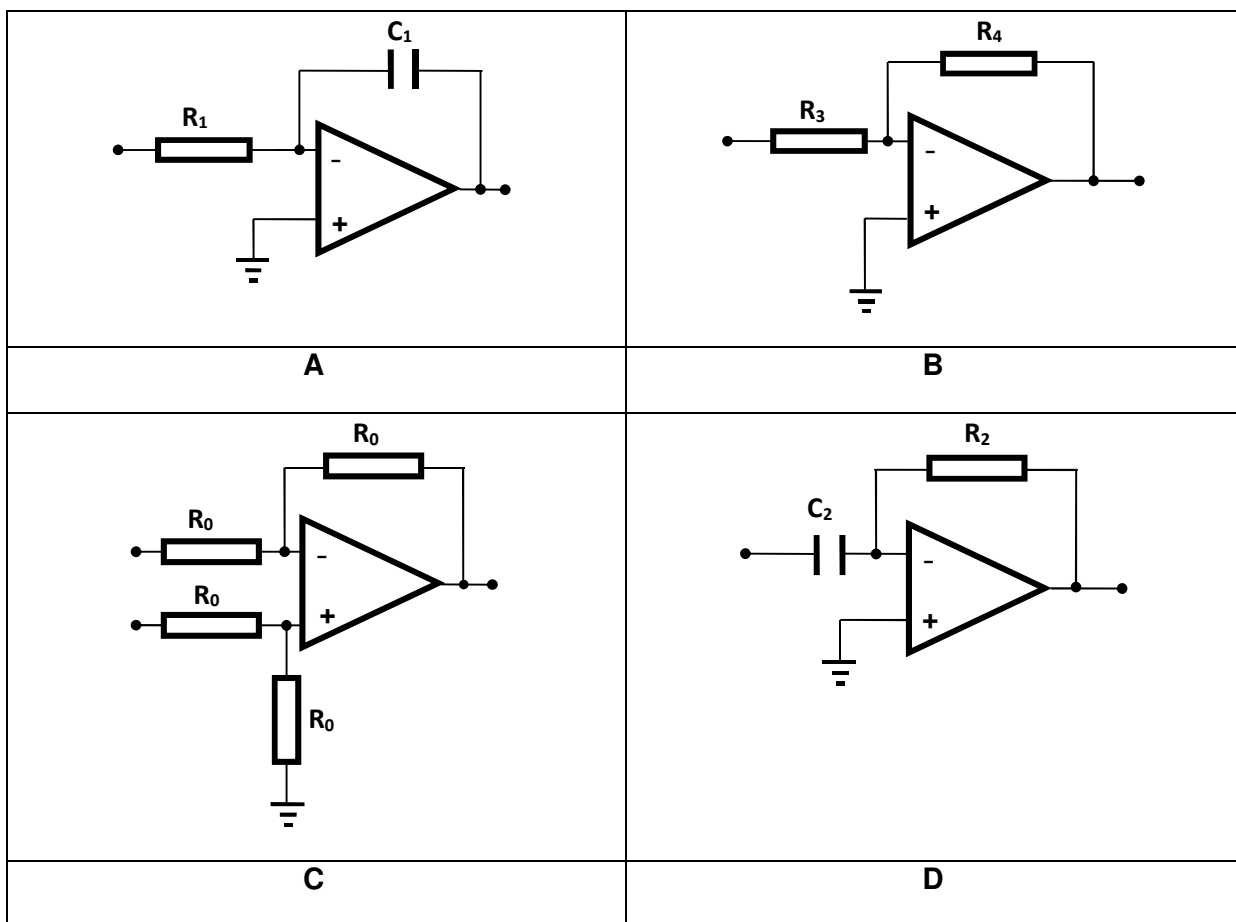 C₁
R₁
-
+
R₄
R₃
-
+
A
B
R₀
R₀
R₀
-
+
R₀
R₂
C₂
-
+
C
D